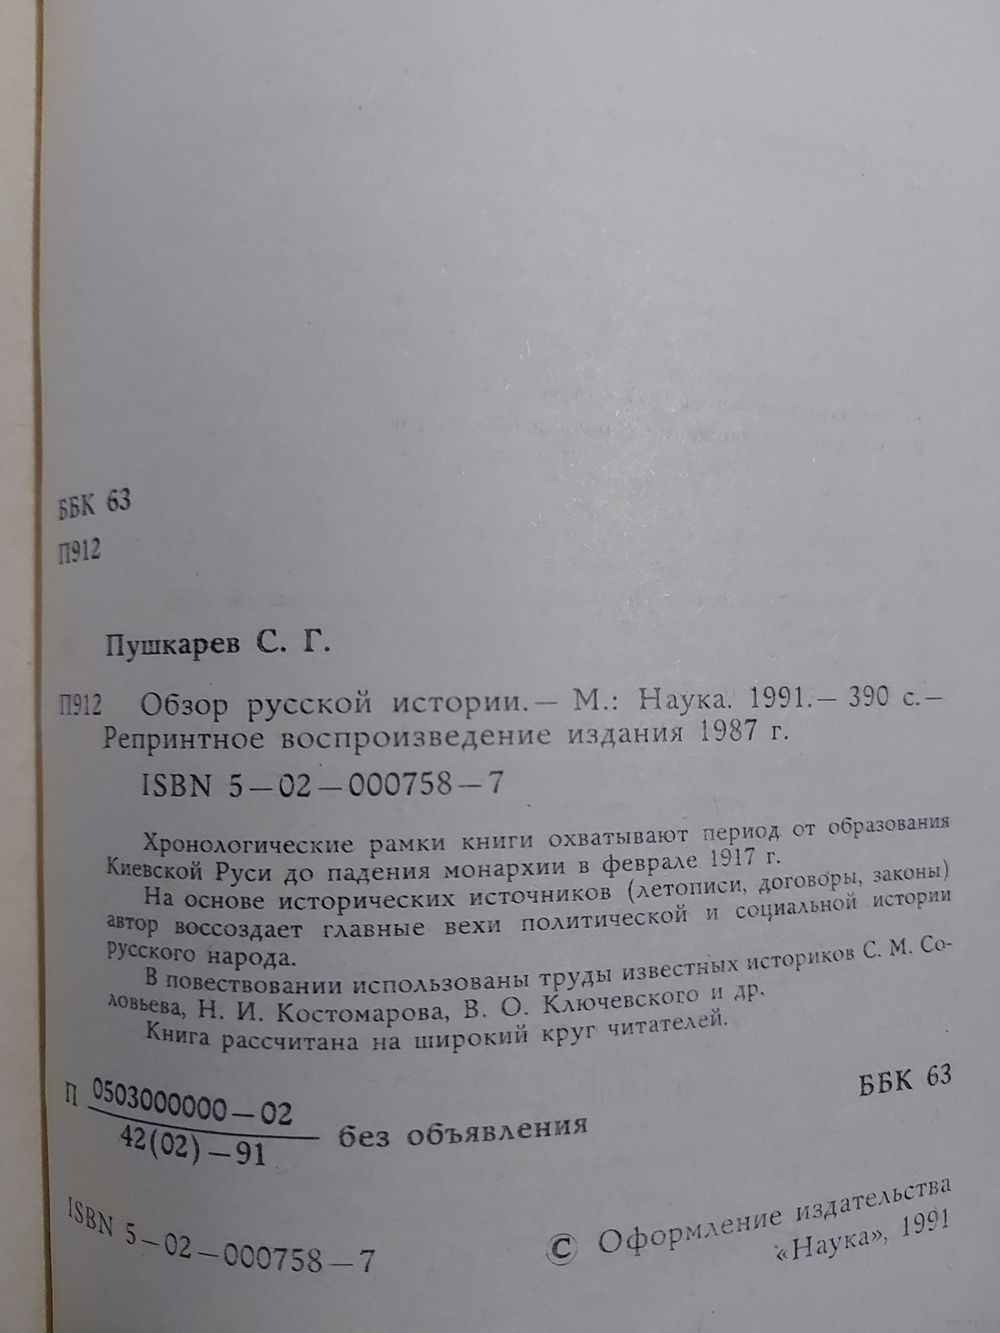 ББК 63
П912
Пушкарев С. Г.
П912 Обзор русской истории.— М.: Наука. 1991.— 390 с.—
Репринтное воспроизведение издания 1987 г.
ISBN 5—02—000758—7
Хронологические рамки книги охватывают период от образования
Киевской Руси до падения монархии в феврале 1917 г.
На основе исторических источников (летописи, договоры, законы)
автор воссоздает главные вехи политической и социальной истории
русского народа.
В повествовании использованы труды известных историков С. М. Со-
ловьева, Н. И. Костомарова, В. О. Ключевского и др.
Книга рассчитана на широкий круг читателей.
П 0503000000—02
42(02)—91
без объявления
ББК 63
ISBN 5—02—000758—7
© Оформление издательства
«Наука», 1991